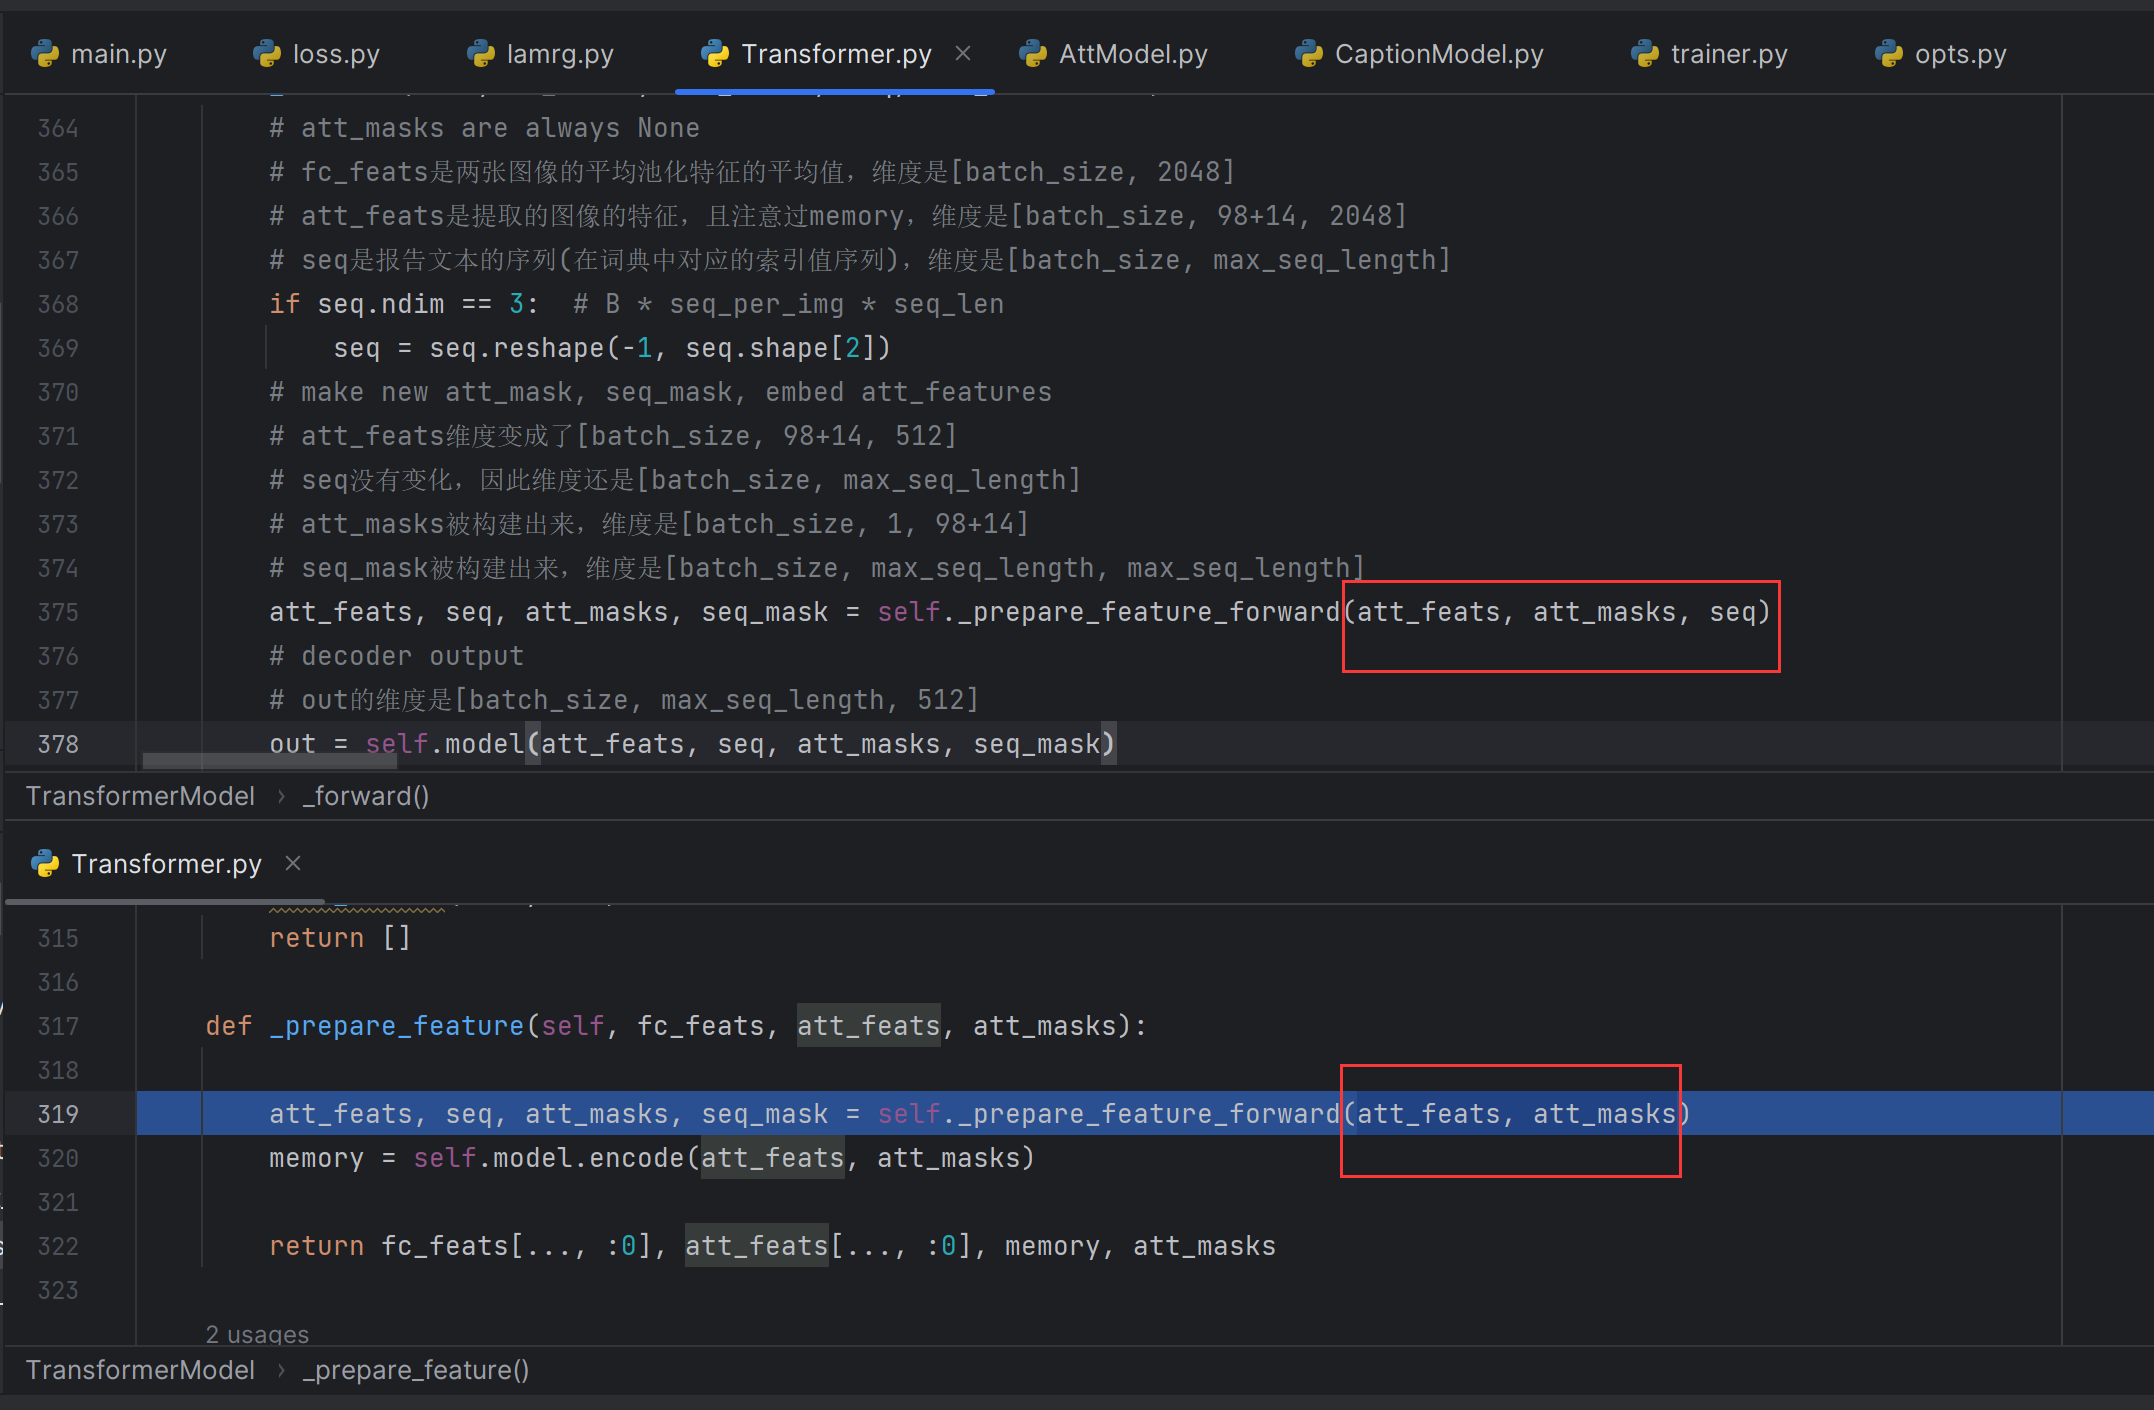 main.py loss.py lamrg.py Transformer.py AttModel.py CaptionModel.py trainer.py opts.py
364 # att_masks are always None
365 # fc_feats是两张图像的平均池化特征的平均值，维度是[batch_size, 2048]
366 # att_feats是提取的图像的特征，且注意过memory，维度是[batch_size, 98+14, 2048]
367 # seq是报告文本的序列(在词典中对应的索引值序列)，维度是[batch_size, max_seq_length]
368 if seq.ndim == 3:  # B * seq_per_img * seq_len
369 seq = seq.reshape(-1, seq.shape[2])
370 # make new att_mask, seq_mask, embed att_features
371 # att_feats维度变成了[batch_size, 98+14, 512]
372 # seq没有变化，因此维度还是[batch_size, max_seq_length]
373 # att_masks被构建出来，维度是[batch_size, 1, 98+14]
374 # seq_mask被构建出来，维度是[batch_size, max_seq_length, max_seq_length]
375 att_feats, seq, att_masks, seq_mask = self._prepare_feature_forward(att_feats, att_masks, seq)
376 # decoder output
377 # out的维度是[batch_size, max_seq_length, 512]
378 out = self.model(att_feats, seq, att_masks, seq_mask)
TransformerModel › _forward()
Transformer.py
315 return []
316
317 def _prepare_feature(self, fc_feats, att_feats, att_masks):
318
319 att_feats, seq, att_masks, seq_mask = self._prepare_feature_forward(att_feats, att_masks)
320 memory = self.model.encode(att_feats, att_masks)
321
322 return fc_feats[..., :0], att_feats[..., :0], memory, att_masks
323
2 usages
TransformerModel › _prepare_feature()